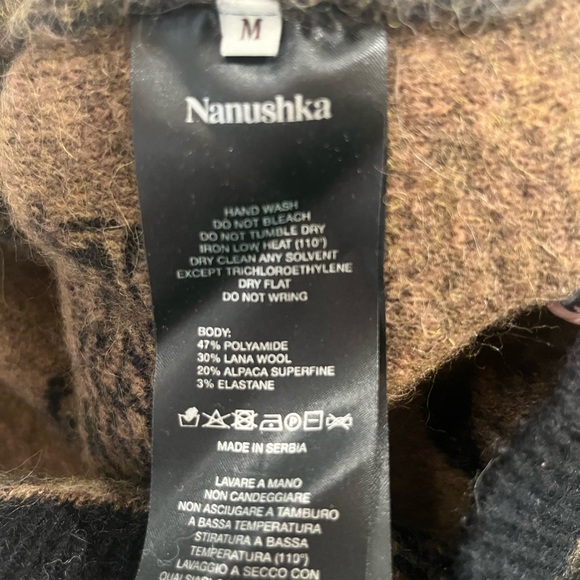 M
Nanushka
HAND WASH
DO NOT BLEACH
DO NOT TUMBLE DRY
IRON LOW HEAT (110°)
DRY CLEAN ANY SOLVENT
EXCEPT TRICHLOROETHYLENE
DRY FLAT
DO NOT WRING
BODY:
47% POLYAMIDE
30% LANA WOOL
20% ALPACA SUPERFINE
3% ELASTANE
MADE IN SERBIA
LAVARE A MANO
NON CANDEGGIARE
NON ASCIUGARE A TAMBURO
A BASSA TEMPERATURA
STIRATURA A BASSA
TEMPERATURA (110°)
LAVAGGIO A SECCO CON